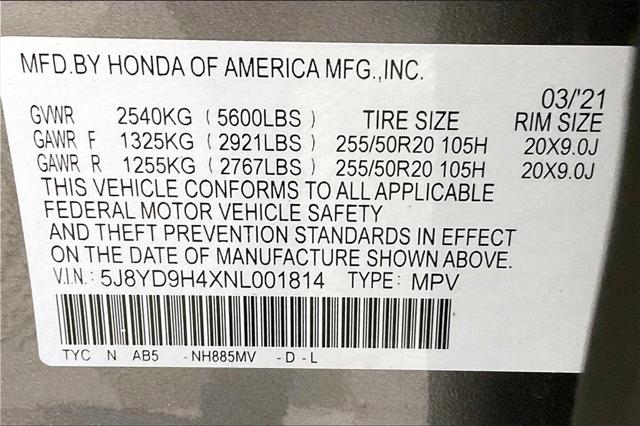 MFD.BY HONDA OF AMERICA MFG.,INC.
03/'21
GVWR 2540KG (5600LBS) TIRE SIZE RIM SIZE
GAWR F 1325KG (2921LBS) 255/50R20 105H 20X9.0J
GAWR R 1255KG (2767LBS) 255/50R20 105H 20X9.0J
THIS VEHICLE CONFORMS TO ALL APPLICABLE
FEDERAL MOTOR VEHICLE SAFETY
AND THEFT PREVENTION STANDARDS IN EFFECT
ON THE DATE OF MANUFACTURE SHOWN ABOVE.
V.I.N.: 5J8YD9H4XNL001814 TYPE: MPV
TYC N AB5 -NH885MV -D-L